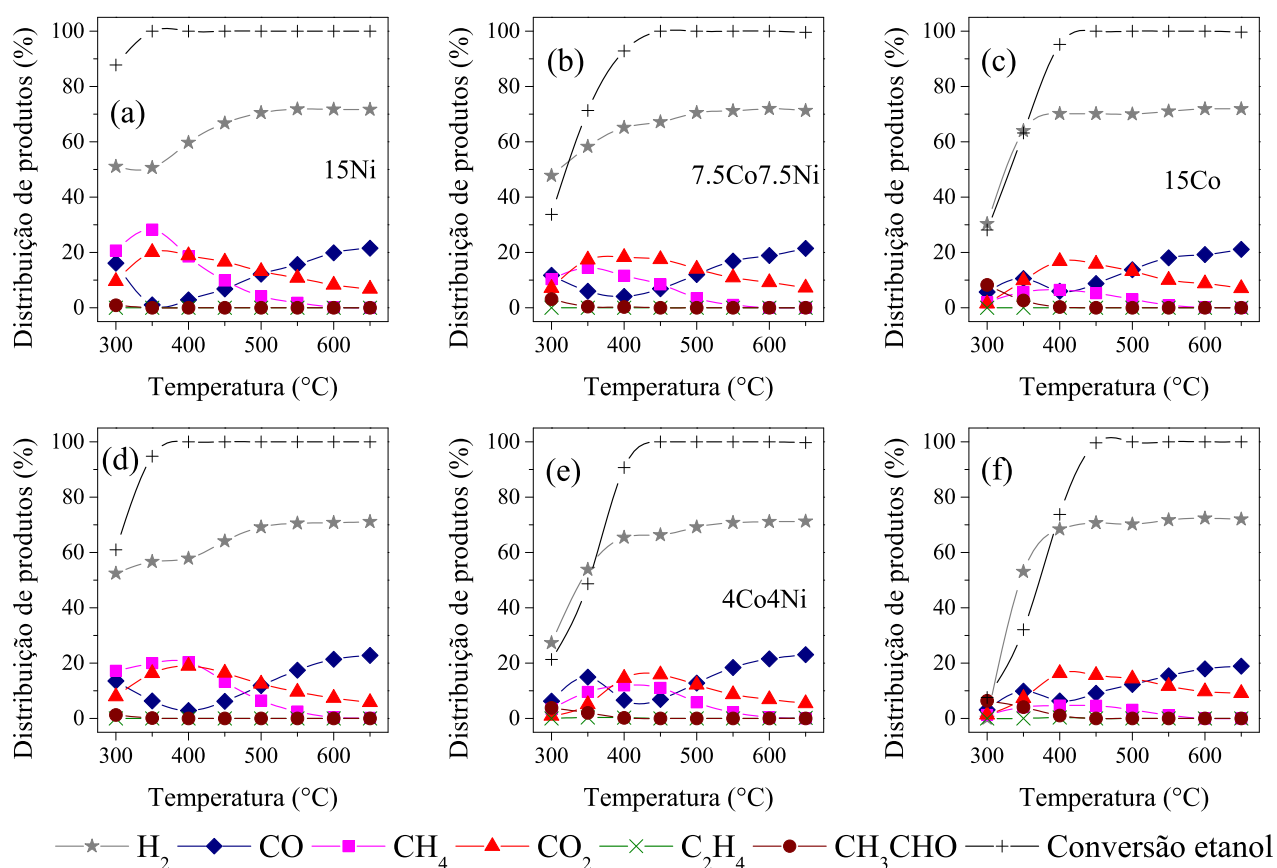 Distribuição de produtos (%)
100
80
60
40
20
0
(a)
15Ni
300 400 500 600
Temperatura (°C)
Distribuição de produtos (%)
100
80
60
40
20
0
(b)
7.5Co7.5Ni
300 400 500 600
Temperatura (°C)
Distribuição de produtos (%)
100
80
60
40
20
0
(c)
15Co
300 400 500 600
Temperatura (°C)
Distribuição de produtos (%)
100
80
60
40
20
0
(d)
300 400 500 600
Temperatura (°C)
Distribuição de produtos (%)
100
80
60
40
20
0
(e)
4Co4Ni
300 400 500 600
Temperatura (°C)
Distribuição de produtos (%)
100
80
60
40
20
0
(f)
300 400 500 600
Temperatura (°C)
H₂ CO CH₄ CO₂ C₂H₄ CH₃CHO Conversão etanol